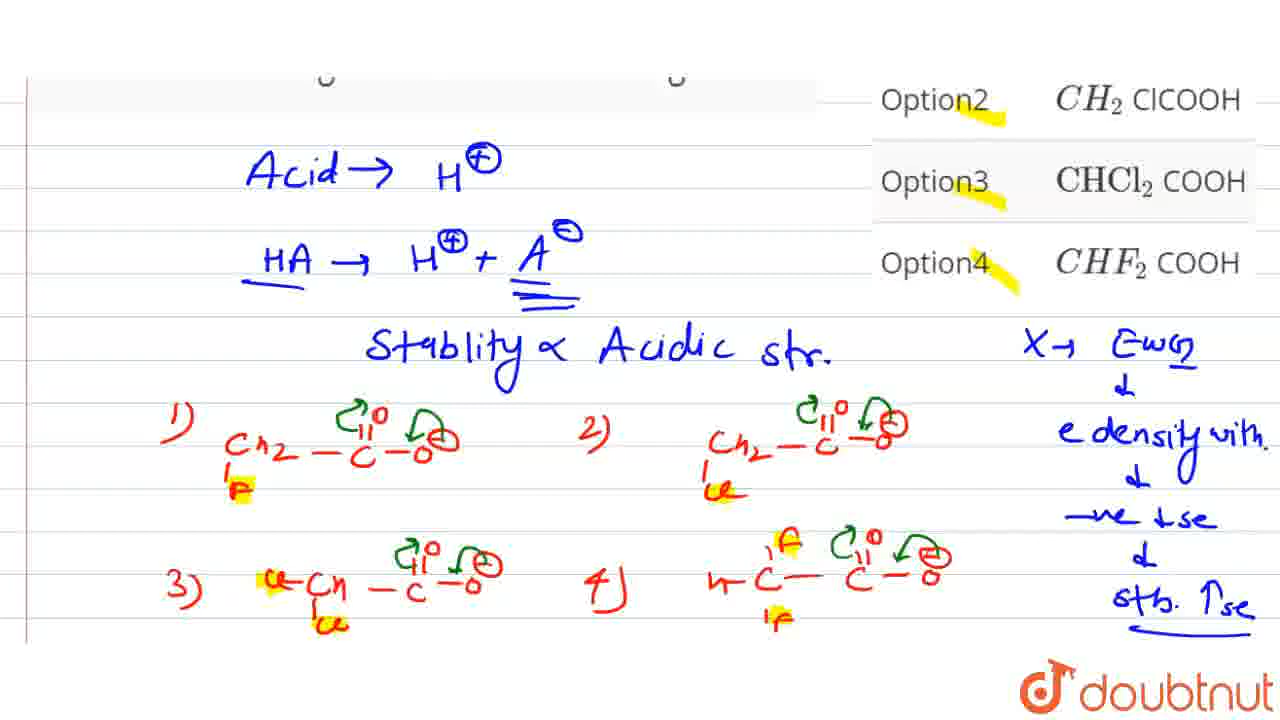 Option2 CH₂ ClCOOH
Acid → H⊕
Option3 CHCl₂ COOH
HA → H⊕ + A⊖
Option4 CHF₂ COOH
Stablity ∝ Acidic str.
X → EWG
↓
e density with.
↓
-ve ↓se
↓
stb. ↑se
1) CH₂ — C — O⊖
O
F
2) CH₂ — C — O⊖
O
Cl
3) Cl — CH — C — O⊖
O
Cl
4) H — C — C — O⊖
F O
F
doubtnut